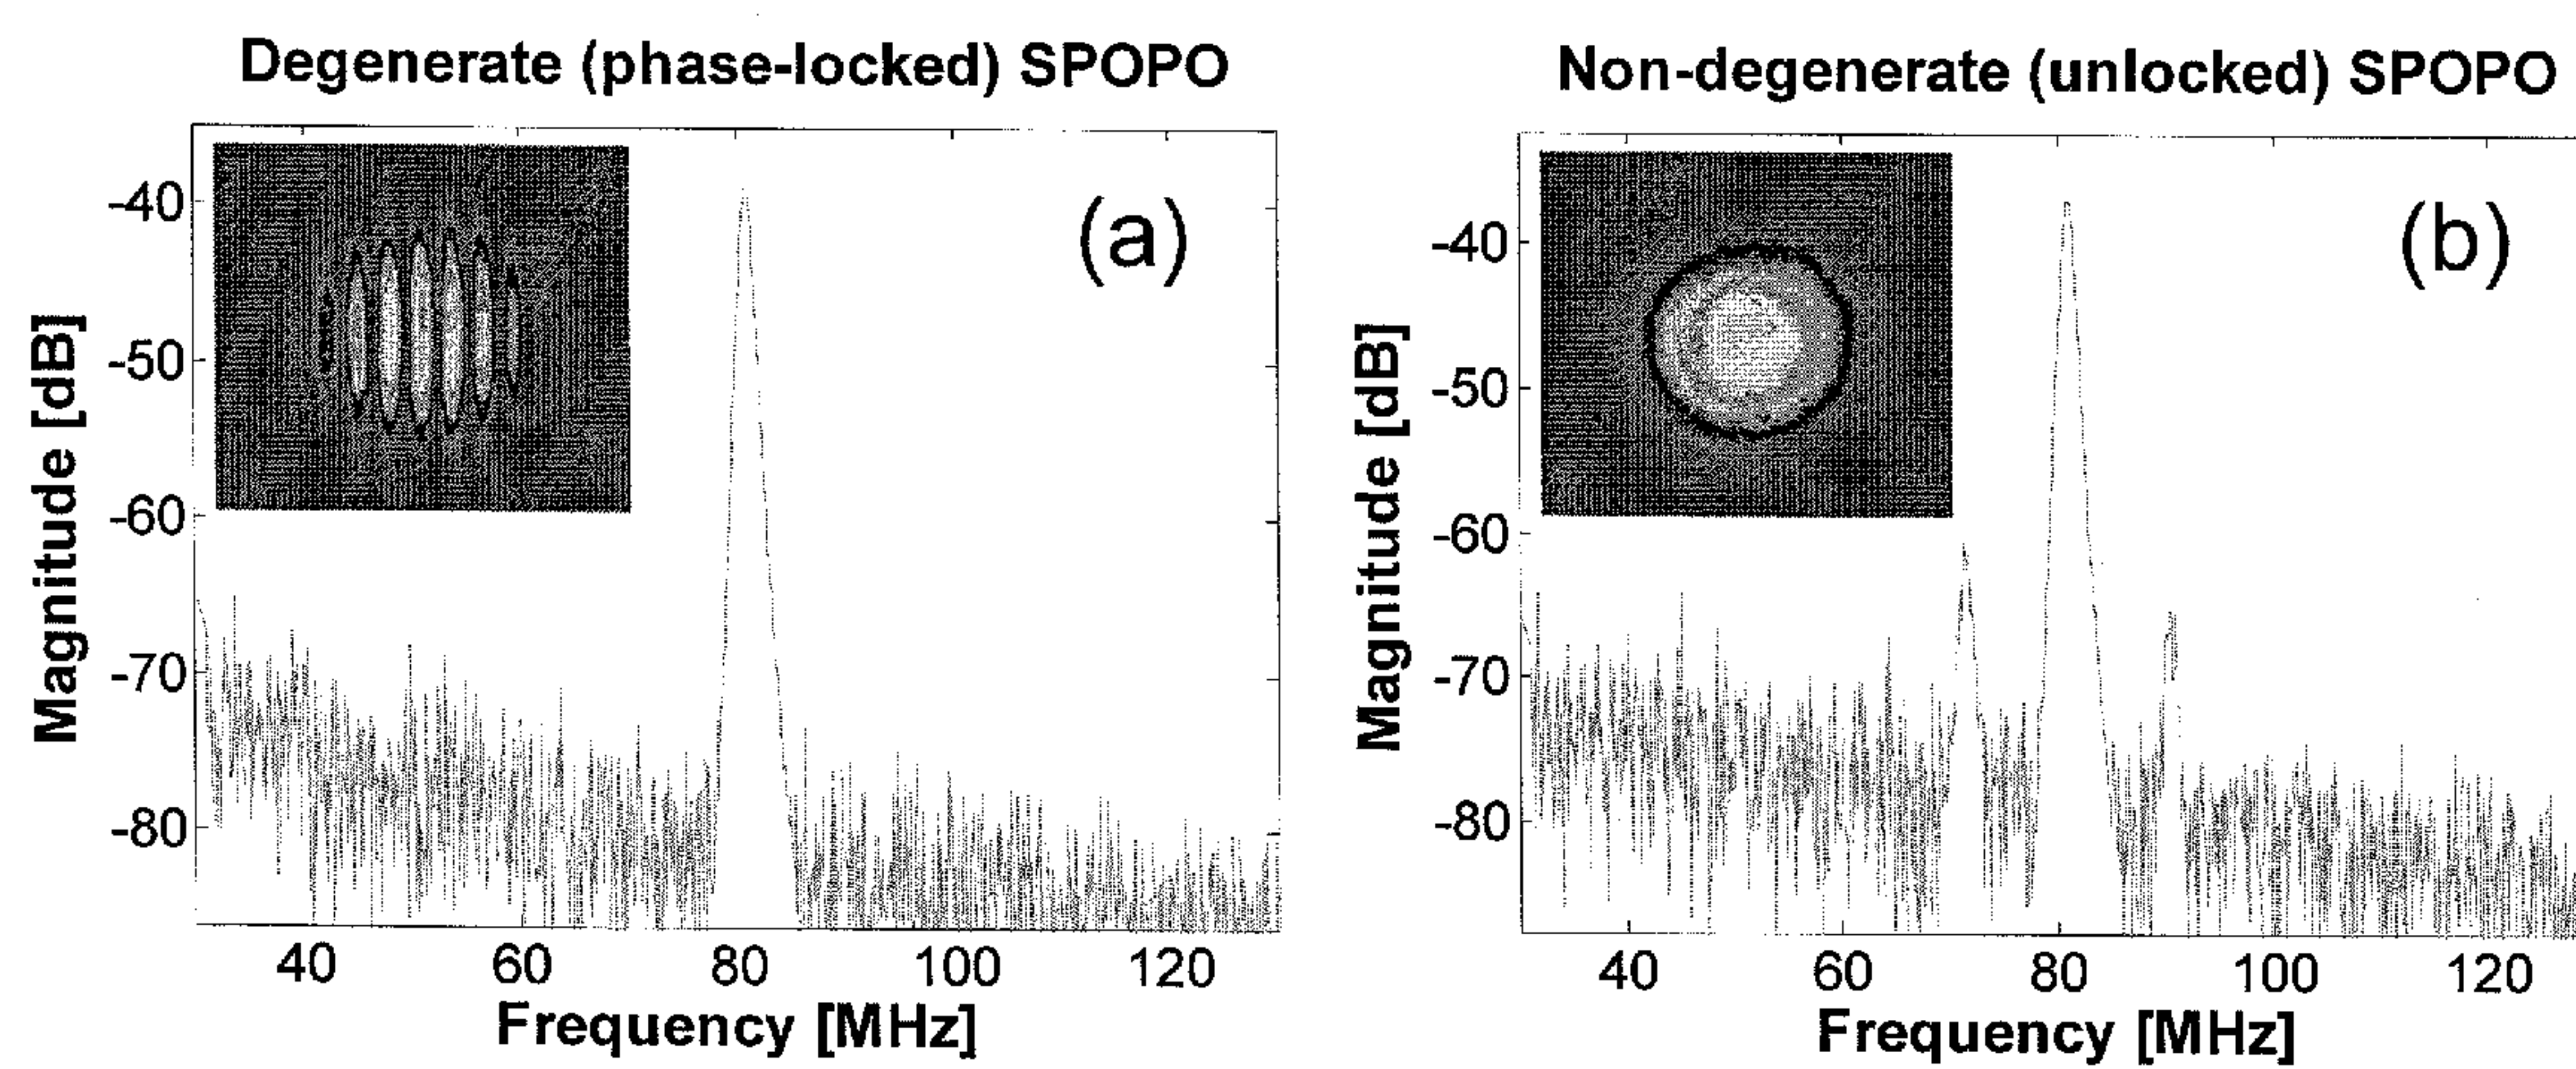 Degenerate (phase-locked) SPOPO
(a)
Magnitude [dB]
-40
-50
-60
-70
-80
40 60 80 100 120
Frequency [MHz]
Non-degenerate (unlocked) SPOPO
(b)
Magnitude [dB]
-40
-50
-60
-70
-80
40 60 80 100 120
Frequency [MHz]